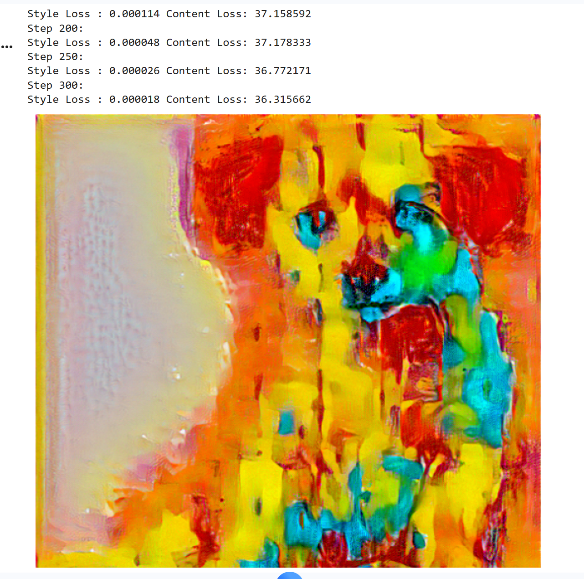 Style Loss : 0.000114 Content Loss: 37.158592
Step 200:
Style Loss : 0.000048 Content Loss: 37.178333
Step 250:
Style Loss : 0.000026 Content Loss: 36.772171
Step 300:
Style Loss : 0.000018 Content Loss: 36.315662